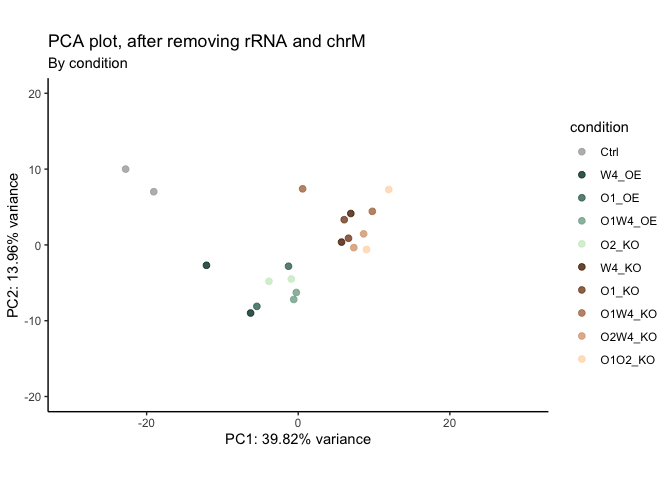 PCA plot, after removing rRNA and chrM
By condition
20
10
0
-10
-20
PC2: 13.96% variance
-20
0
20
PC1: 39.82% variance
condition
Ctrl
W4_OE
O1_OE
O1W4_OE
O2_KO
W4_KO
O1_KO
O1W4_KO
O2W4_KO
O1O2_KO